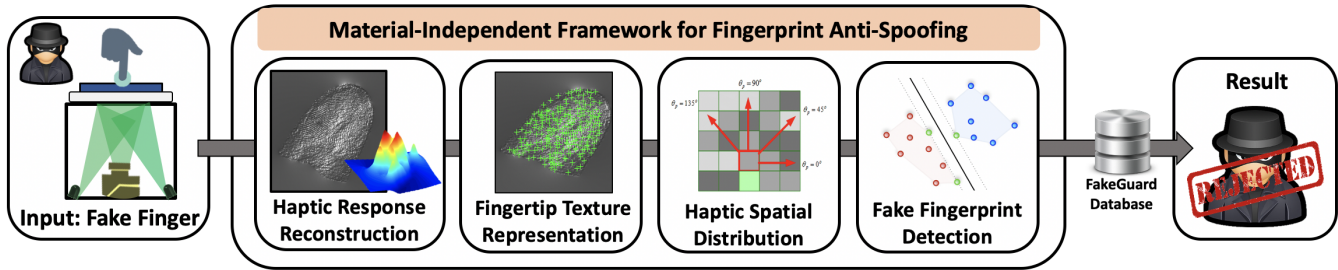 Material-Independent Framework for Fingerprint Anti-Spoofing
Input: Fake Finger
Haptic Response
Reconstruction
Fingertip Texture
Representation
θp = 90°
θp = 135°
θp = 45°
θp = 0°
Haptic Spatial
Distribution
Fake Fingerprint
Detection
FakeGuard
Database
Result
REJECTED